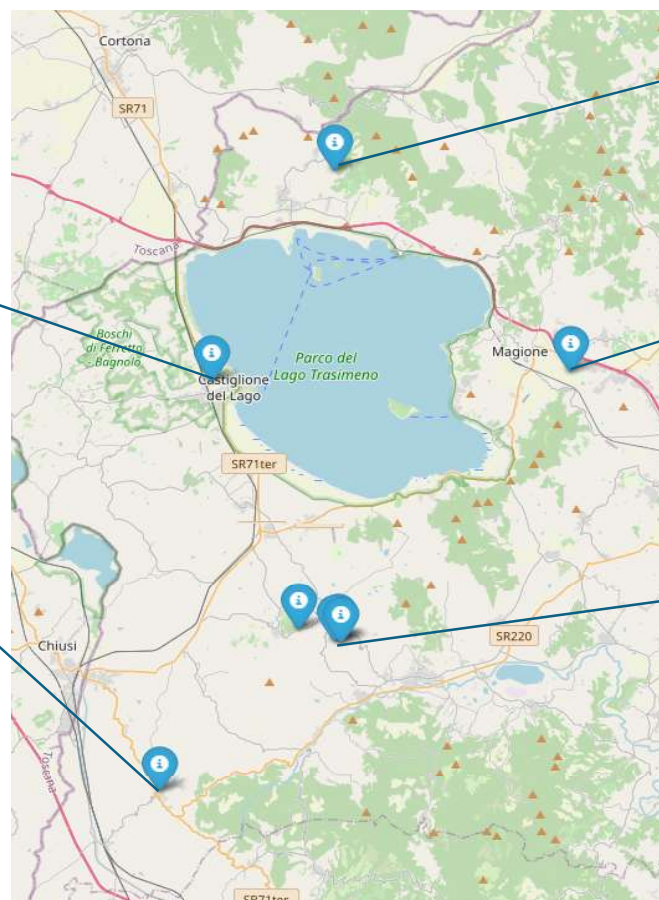 Cortona
SR71
Toscana
Boschi
di Ferretto
- Bagnolo
Parco del
Lago Trasimeno
Magione
Castiglione
del Lago
SR71ter
Chiusi
SR220
Toscana
SR71ter